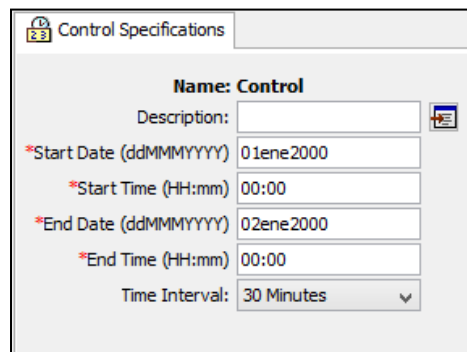 Control Specifications
Name: Control
Description:
*Start Date (ddMMMYYYY) 01ene2000
*Start Time (HH:mm) 00:00
*End Date (ddMMMYYYY) 02ene2000
*End Time (HH:mm) 00:00
Time Interval: 30 Minutes